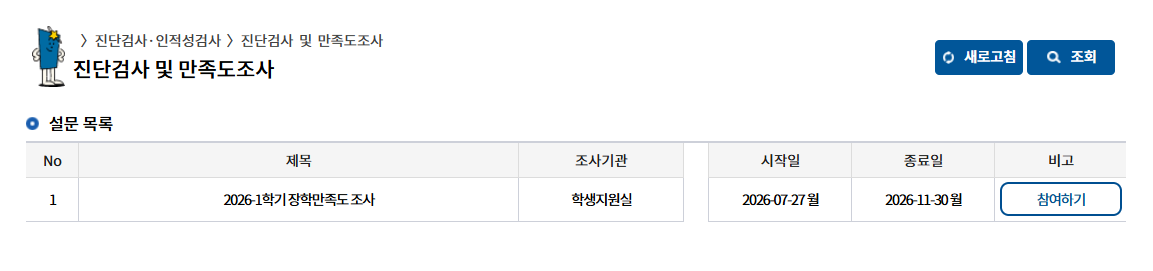 〉 진단검사·인적성검사 〉 진단검사 및 만족도조사
진단검사 및 만족도조사
새로고침 조회
설문 목록
No 제목 조사기관 시작일 종료일 비고
1 2026-1학기 장학만족도 조사 학생지원실 2026-07-27 월 2026-11-30 월 참여하기